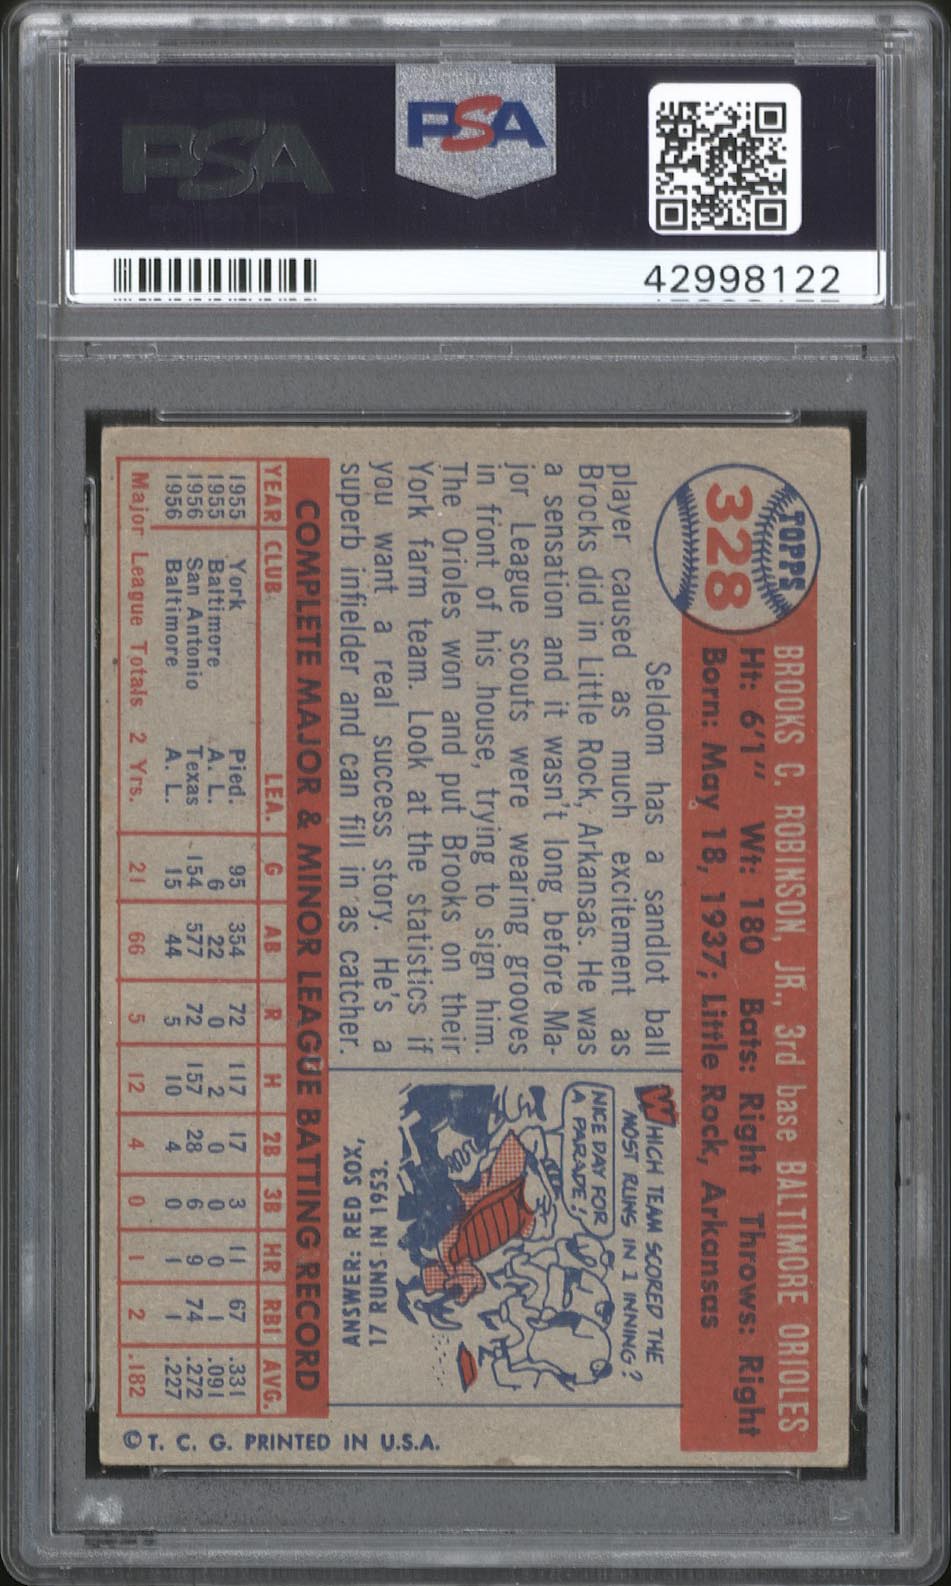 PSA
PSA
42998122
TOPPS
328
BROOKS C. ROBINSON, JR., 3rd base BALTIMORE ORIOLES
Ht: 6'1" Wt: 180 Bats: Right Throws: Right
Born: May 18, 1937; Little Rock, Arkansas
Seldom has a sandlot ball
player caused as much excitement as
Brocks did in Little Rock, Arkansas. He was
a sensation and it wasn't long before Ma-
jor League scouts were wearing grooves
in front of his house, trying to sign him.
The Orioles won and put Brooks on their
York farm team. Look at the statistics if
you want a real success story. He's a
superb infielder and can fill in as catcher.
WHICH TEAM SCORED THE
MOST RUNS IN 1 INNING?
NICE DAY FOR
A PARADE!
17 RUNS IN 1953.
ANSWER: RED SOX,
COMPLETE MAJOR & MINOR LEAGUE BATTING RECORD
YEAR CLUB LEA. G AB R H 2B 3B HR RBI AVG.
1955 York Pied. 95 354 72 117 17 3 11 67 .331
1955 Baltimore A. L. 6 22 0 2 0 0 0 1 .091
1956 San Antonio Texas 154 577 72 157 28 6 9 74 .272
1956 Baltimore A. L. 15 44 5 10 4 0 1 1 .227
Major League Totals 2 Yrs. 21 66 5 12 4 0 1 2 .182
© T. C. G. PRINTED IN U.S.A.